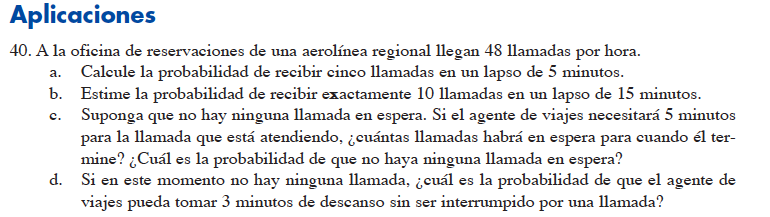 Aplicaciones
40. A la oficina de reservaciones de una aerolínea regional llegan 48 llamadas por hora.
a. Calcule la probabilidad de recibir cinco llamadas en un lapso de 5 minutos.
b. Estime la probabilidad de recibir exactamente 10 llamadas en un lapso de 15 minutos.
c. Suponga que no hay ninguna llamada en espera. Si el agente de viajes necesitará 5 minutos
para la llamada que está atendiendo, ¿cuántas llamadas habrá en espera para cuando él ter-
mine? ¿Cuál es la probabilidad de que no haya ninguna llamada en espera?
d. Si en este momento no hay ninguna llamada, ¿cuál es la probabilidad de que el agente de
viajes pueda tomar 3 minutos de descanso sin ser interrumpido por una llamada?